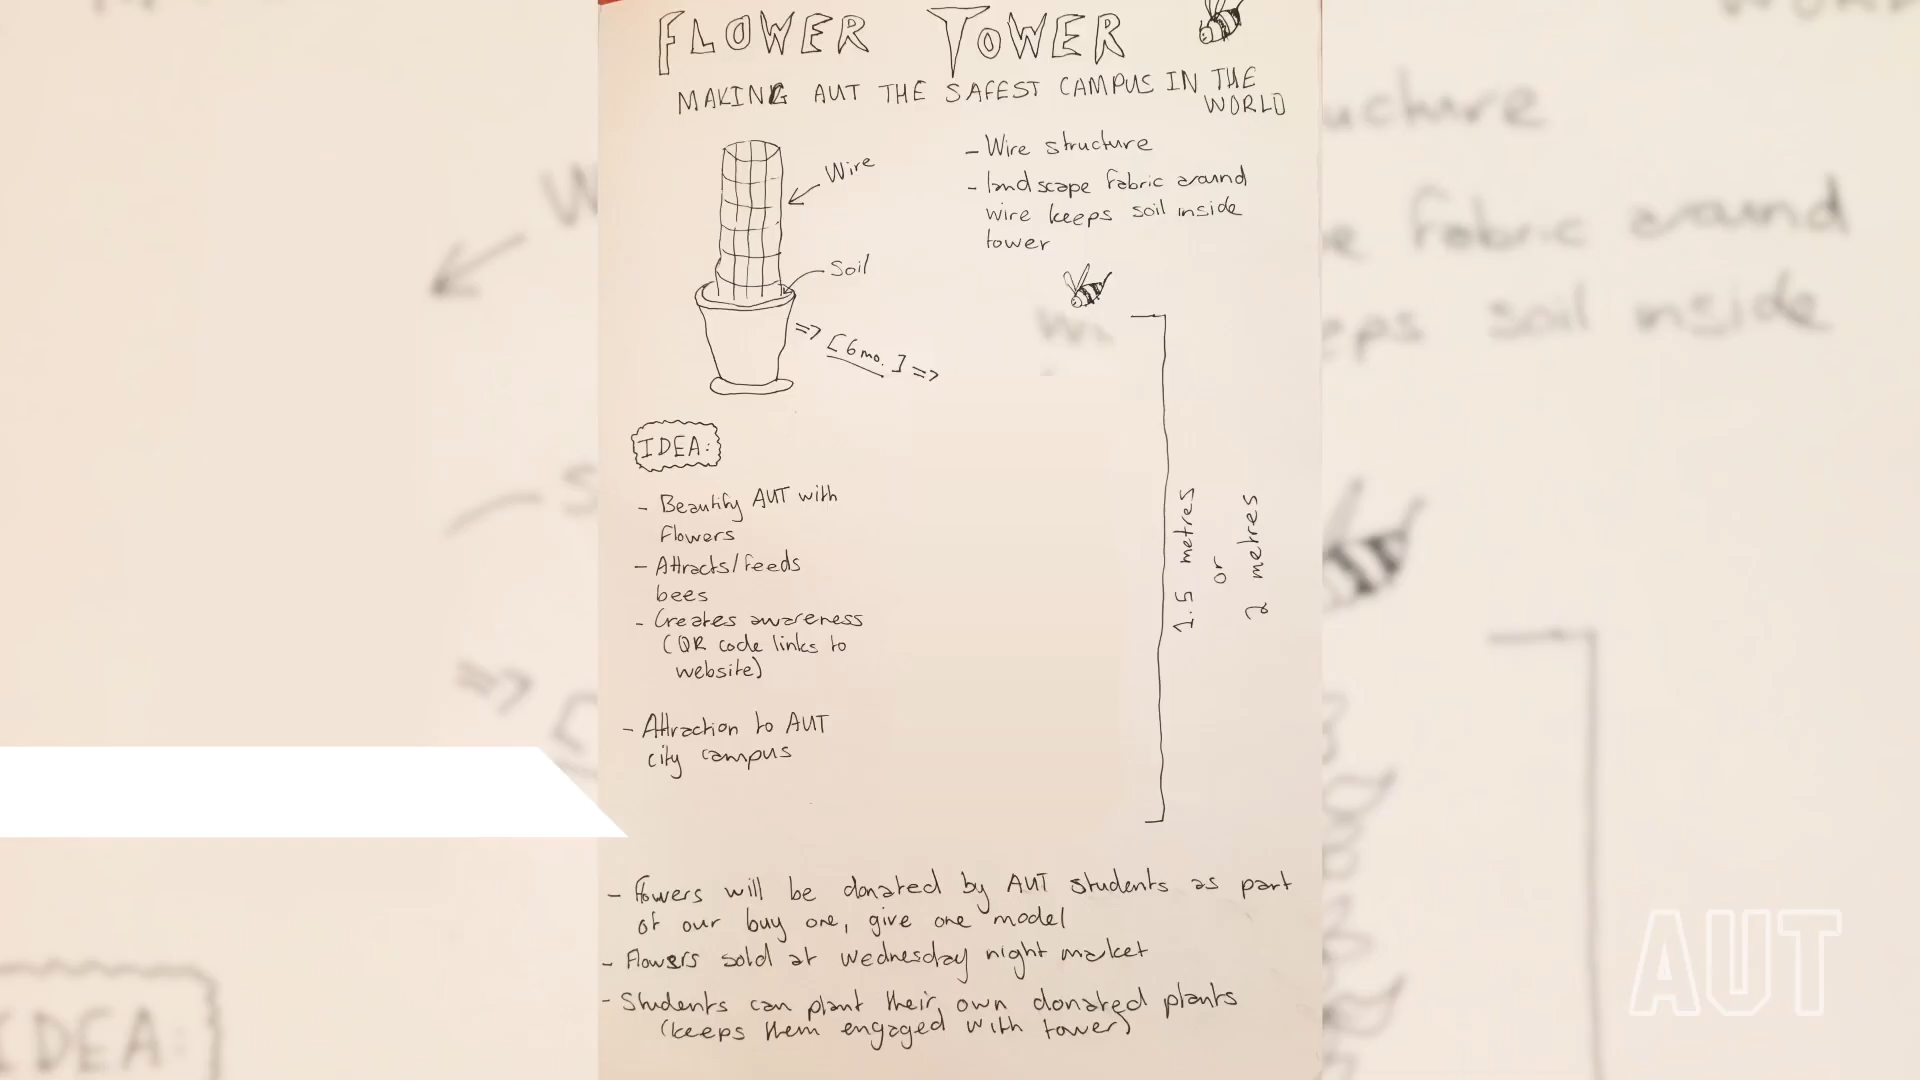 FLOWER TOWER
MAKING AUT THE SAFEST CAMPUS IN THE
WORLD
Wire
- Wire structure
- landscape fabric around
wire keeps soil inside
tower
Soil
=> [6 mo.] =>
IDEA:
- Beautify AUT with
flowers
- Attracts/feeds
bees
- Creates awareness
(QR code links to
website)
- Attraction to AUT
city campus
1.5 metres
or
2 metres
- flowers will be donated by AUT students as part
of our buy one, give one model
- Flowers sold at Wednesday night market
- Students can plant their own donated plants
(keeps them engaged with tower)
AUT